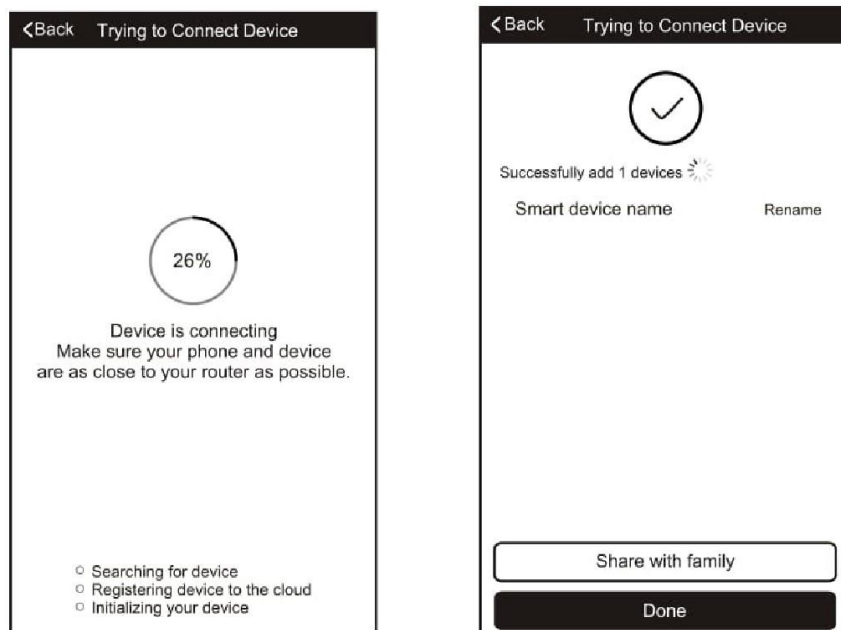 Back Trying to Connect Device
26%
Device is connecting
Make sure your phone and device
are as close to your router as possible.
Searching for device
Registering device to the cloud
Initializing your device
Back Trying to Connect Device
Successfully add 1 devices
Smart device name Rename
Share with family
Done